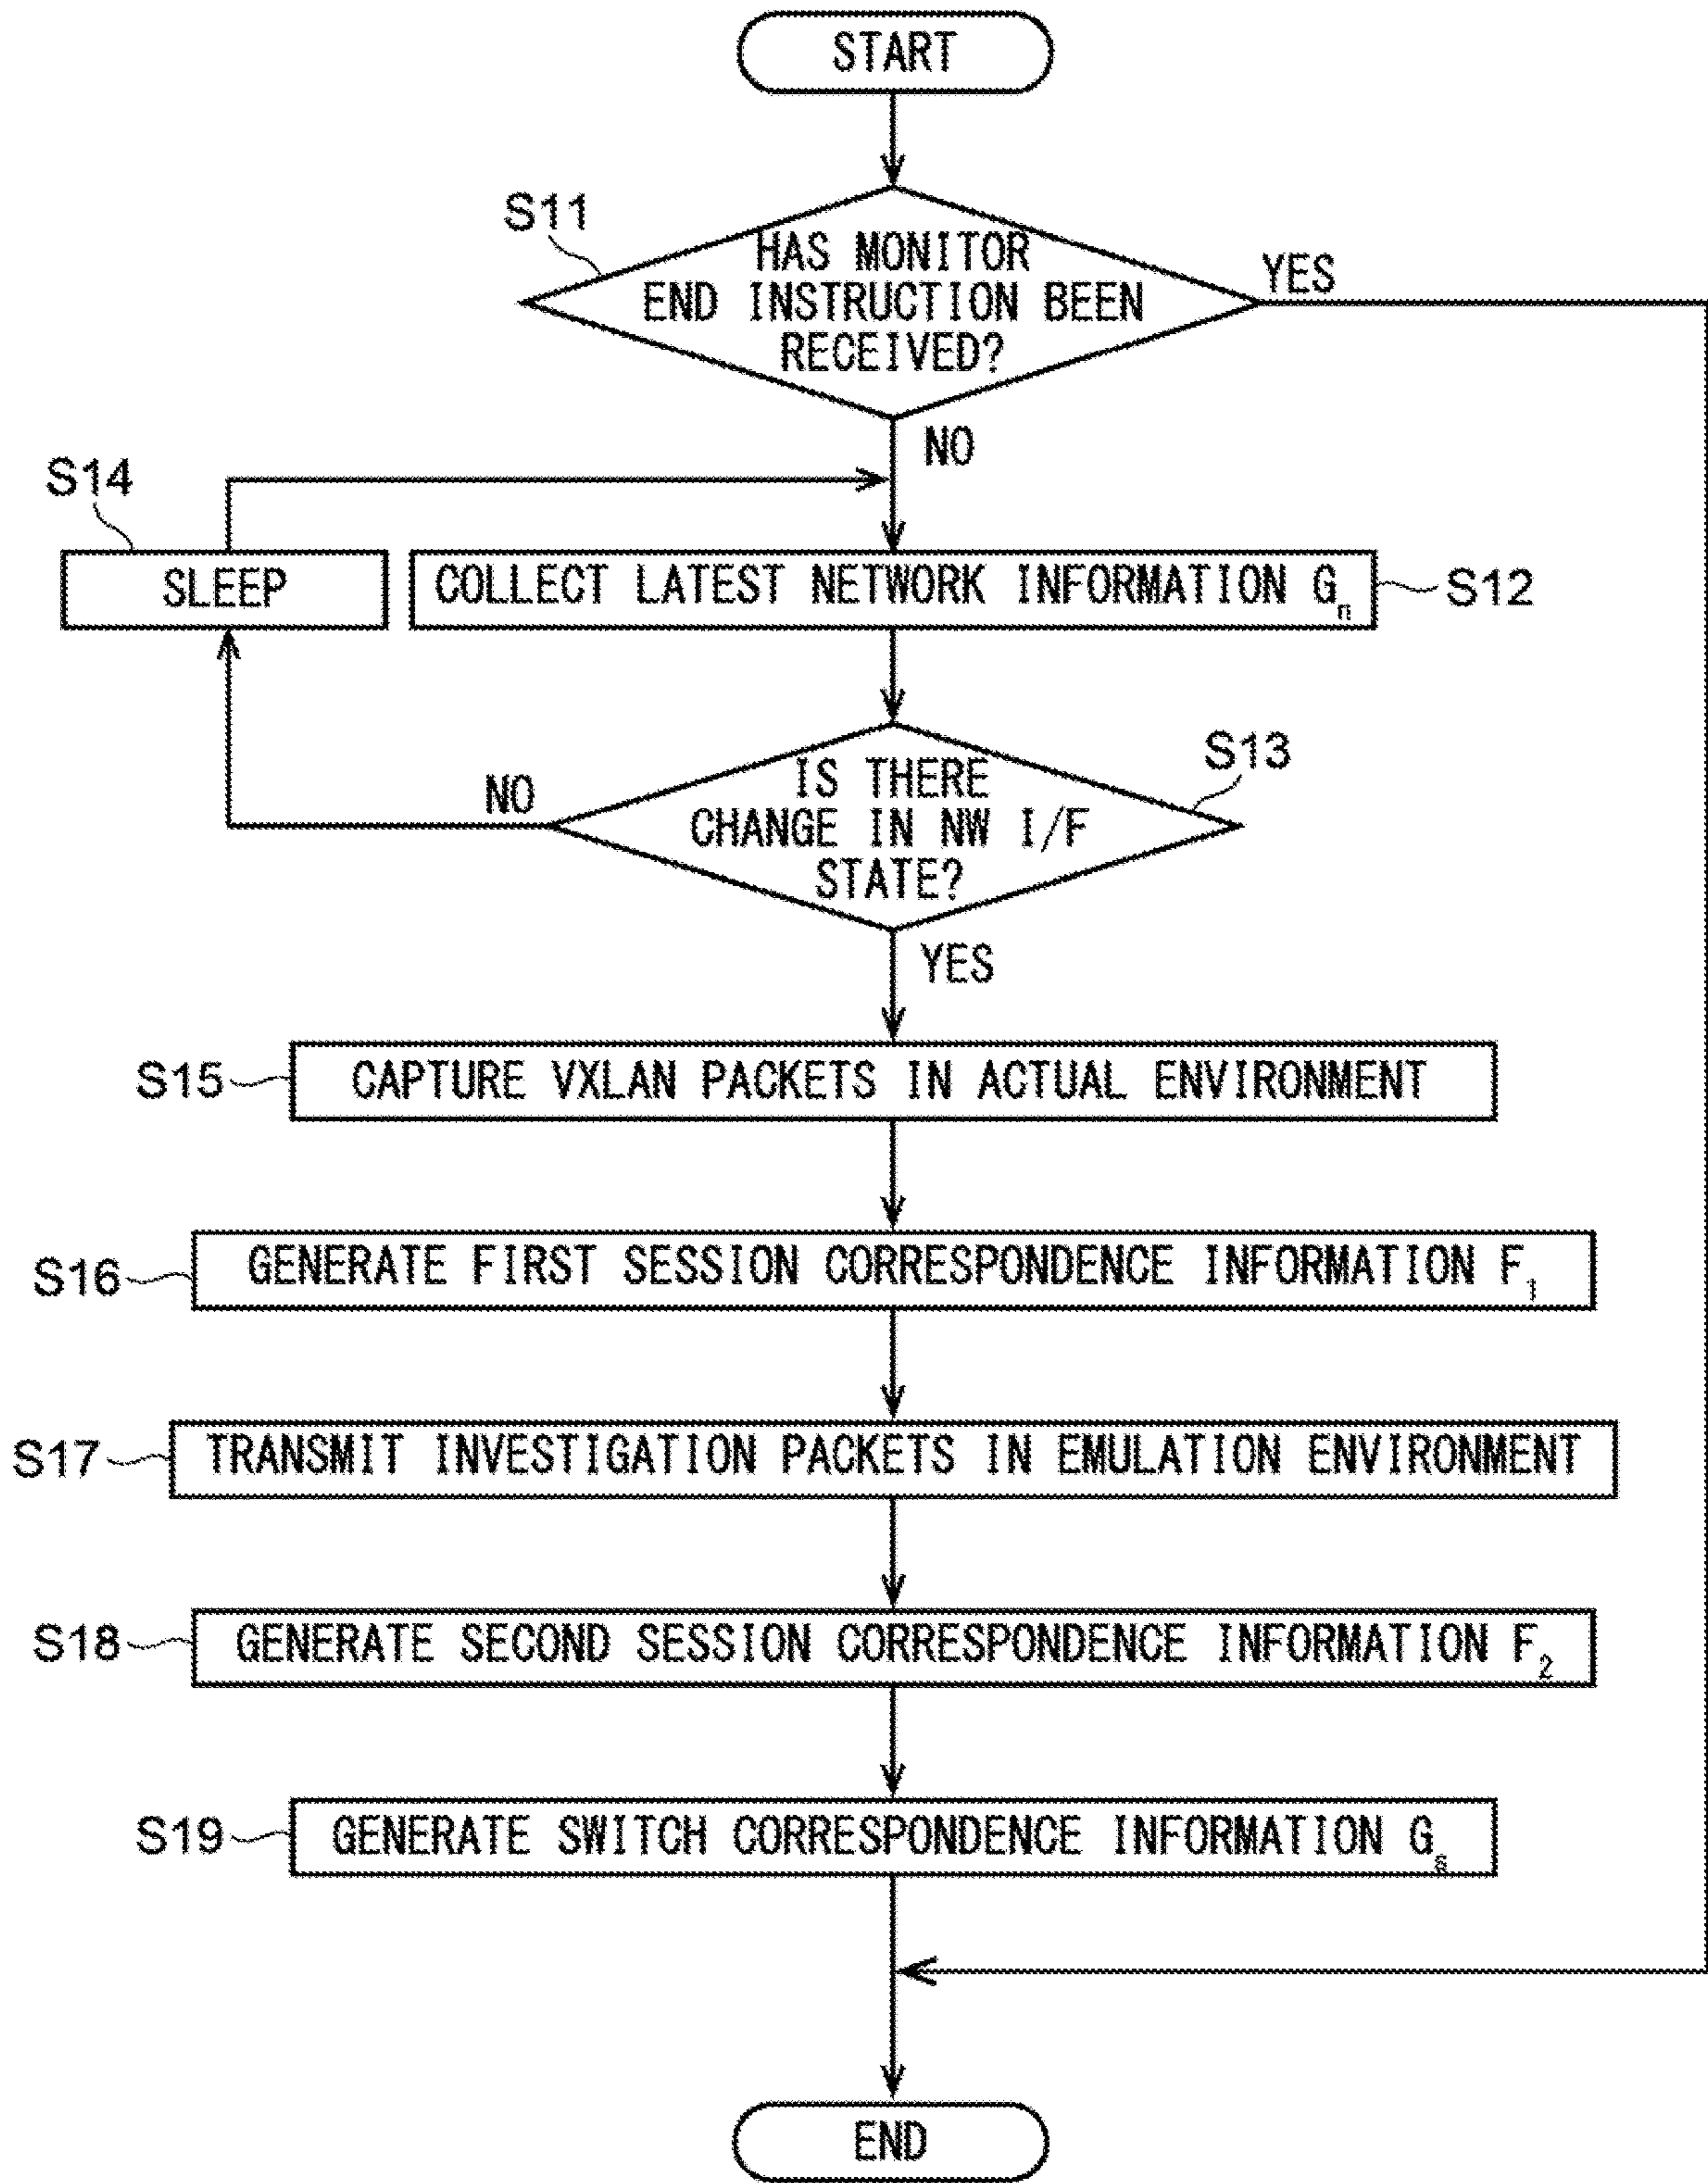 START
S11
HAS MONITOR
END INSTRUCTION BEEN
RECEIVED?
YES
NO
S14
SLEEP
COLLECT LATEST NETWORK INFORMATION Gn
S12
S13
NO
IS THERE
CHANGE IN NW I/F
STATE?
YES
S15
CAPTURE VXLAN PACKETS IN ACTUAL ENVIRONMENT
S16
GENERATE FIRST SESSION CORRESPONDENCE INFORMATION F1
S17
TRANSMIT INVESTIGATION PACKETS IN EMULATION ENVIRONMENT
S18
GENERATE SECOND SESSION CORRESPONDENCE INFORMATION F2
S19
GENERATE SWITCH CORRESPONDENCE INFORMATION Gs
END